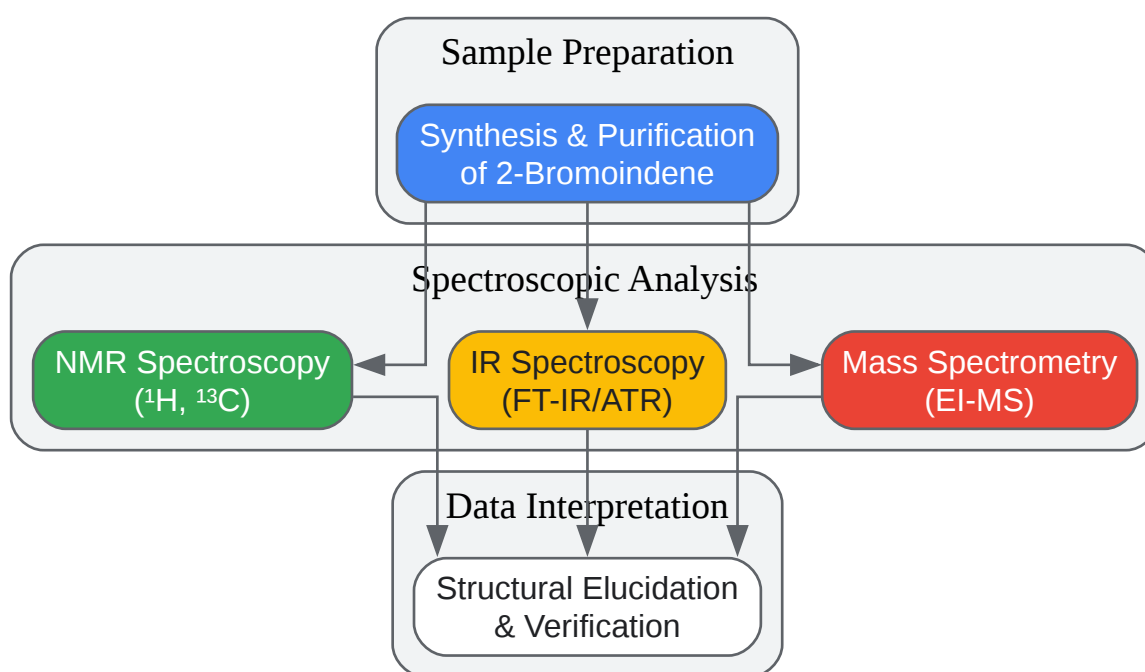 Sample Preparation
Synthesis & Purification
of 2-Bromoindene
Spectroscopic Analysis
NMR Spectroscopy
(¹H, ¹³C)
IR Spectroscopy
(FT-IR/ATR)
Mass Spectrometry
(EI-MS)
Data Interpretation
Structural Elucidation
& Verification